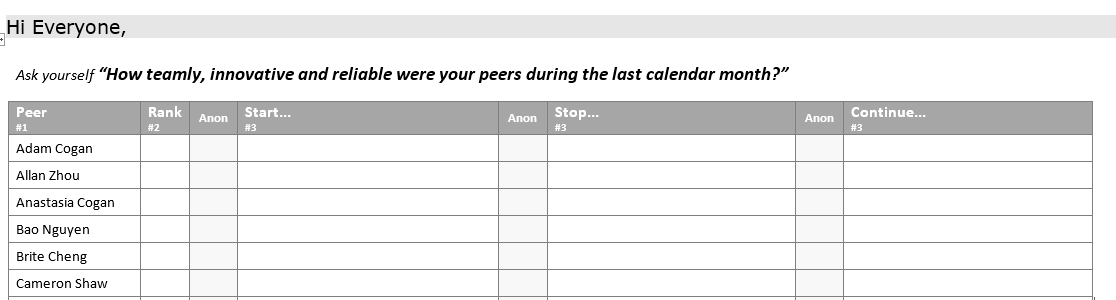 Hi Everyone,
Ask yourself “How teamly, innovative and reliable were your peers during the last calendar month?”
Peer Rank Anon Start... Anon Stop... Anon Continue...
#1 #2 #3 #3 #3
Adam Cogan
Allan Zhou
Anastasia Cogan
Bao Nguyen
Brite Cheng
Cameron Shaw